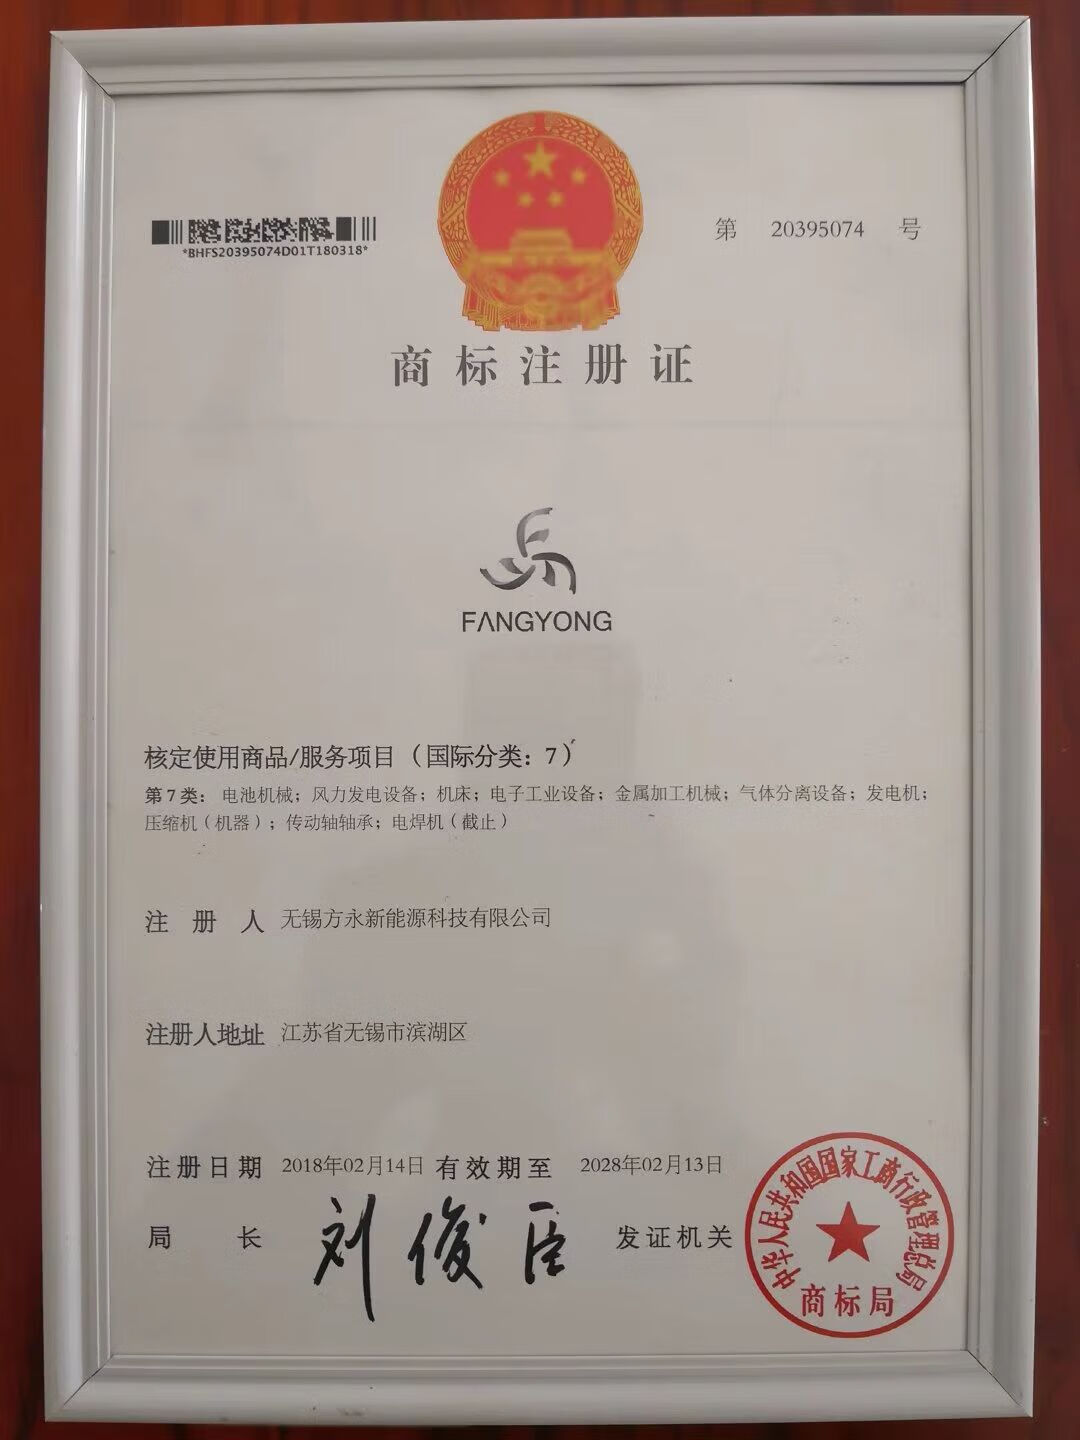 *BHFS20395074D01T180318*
第 20395074 号
商标注册证
FANGYONG
核定使用商品/服务项目（国际分类：7）
第7类：电池机械；风力发电设备；机床；电子工业设备；金属加工机械；气体分离设备；发电机；
压缩机（机器）；传动轴轴承；电焊机（截止）
注册人 无锡方永新能源科技有限公司
注册人地址 江苏省无锡市滨湖区
注册日期 2018年02月14日 有效期至 2028年02月13日
局长 刘俊臣 发证机关
中华人民共和国国家工商行政管理总局
商标局